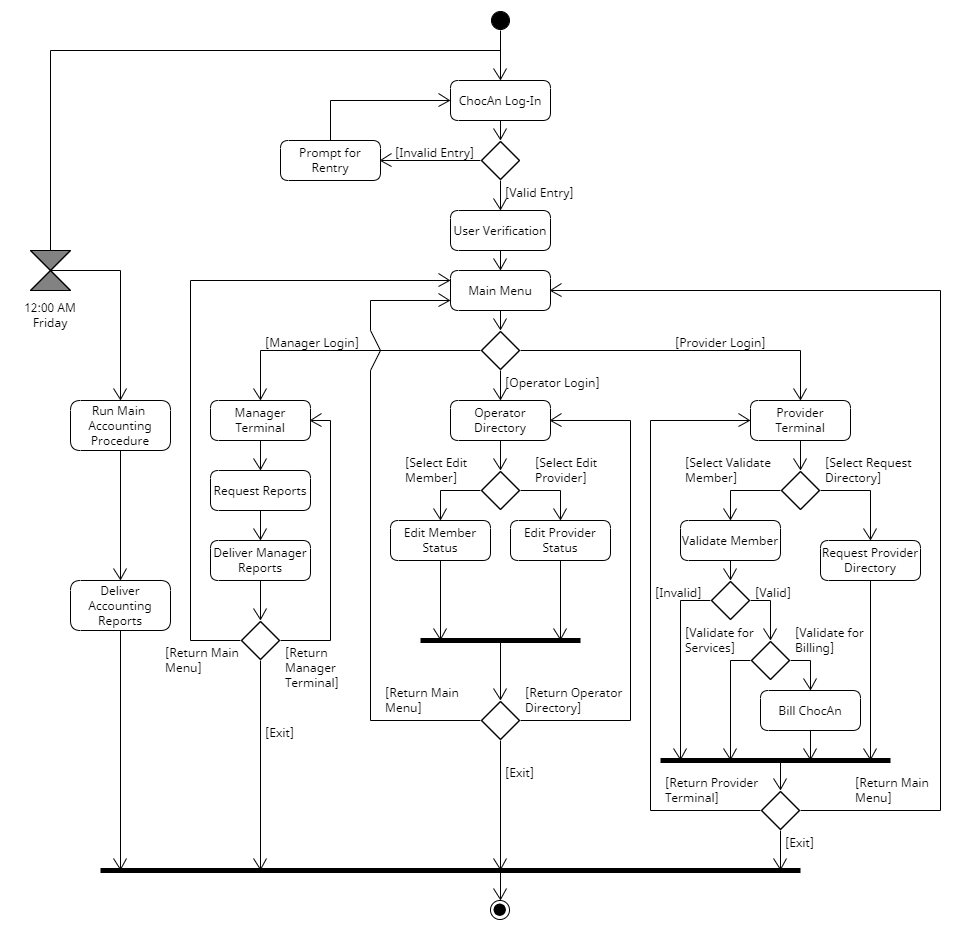 ChocAn Log-In
Prompt for
Rentry
[Invalid Entry]
[Valid Entry]
User Verification
Main Menu
12:00 AM
Friday
[Manager Login]
[Provider Login]
[Operator Login]
Run Main
Accounting
Procedure
Manager
Terminal
Operator
Directory
Provider
Terminal
[Select Edit
Member]
[Select Edit
Provider]
[Select Validate
Member]
[Select Request
Directory]
Request Reports
Edit Member
Status
Edit Provider
Status
Validate Member
Request Provider
Directory
Deliver Manager
Reports
Deliver
Accounting
Reports
[Invalid]
[Valid]
[Validate for
Services]
[Validate for
Billing]
[Return Main
Menu]
[Return
Manager
Terminal]
[Return Main
Menu]
[Return Operator
Directory]
Bill ChocAn
[Exit]
[Exit]
[Return Provider
Terminal]
[Return Main
Menu]
[Exit]